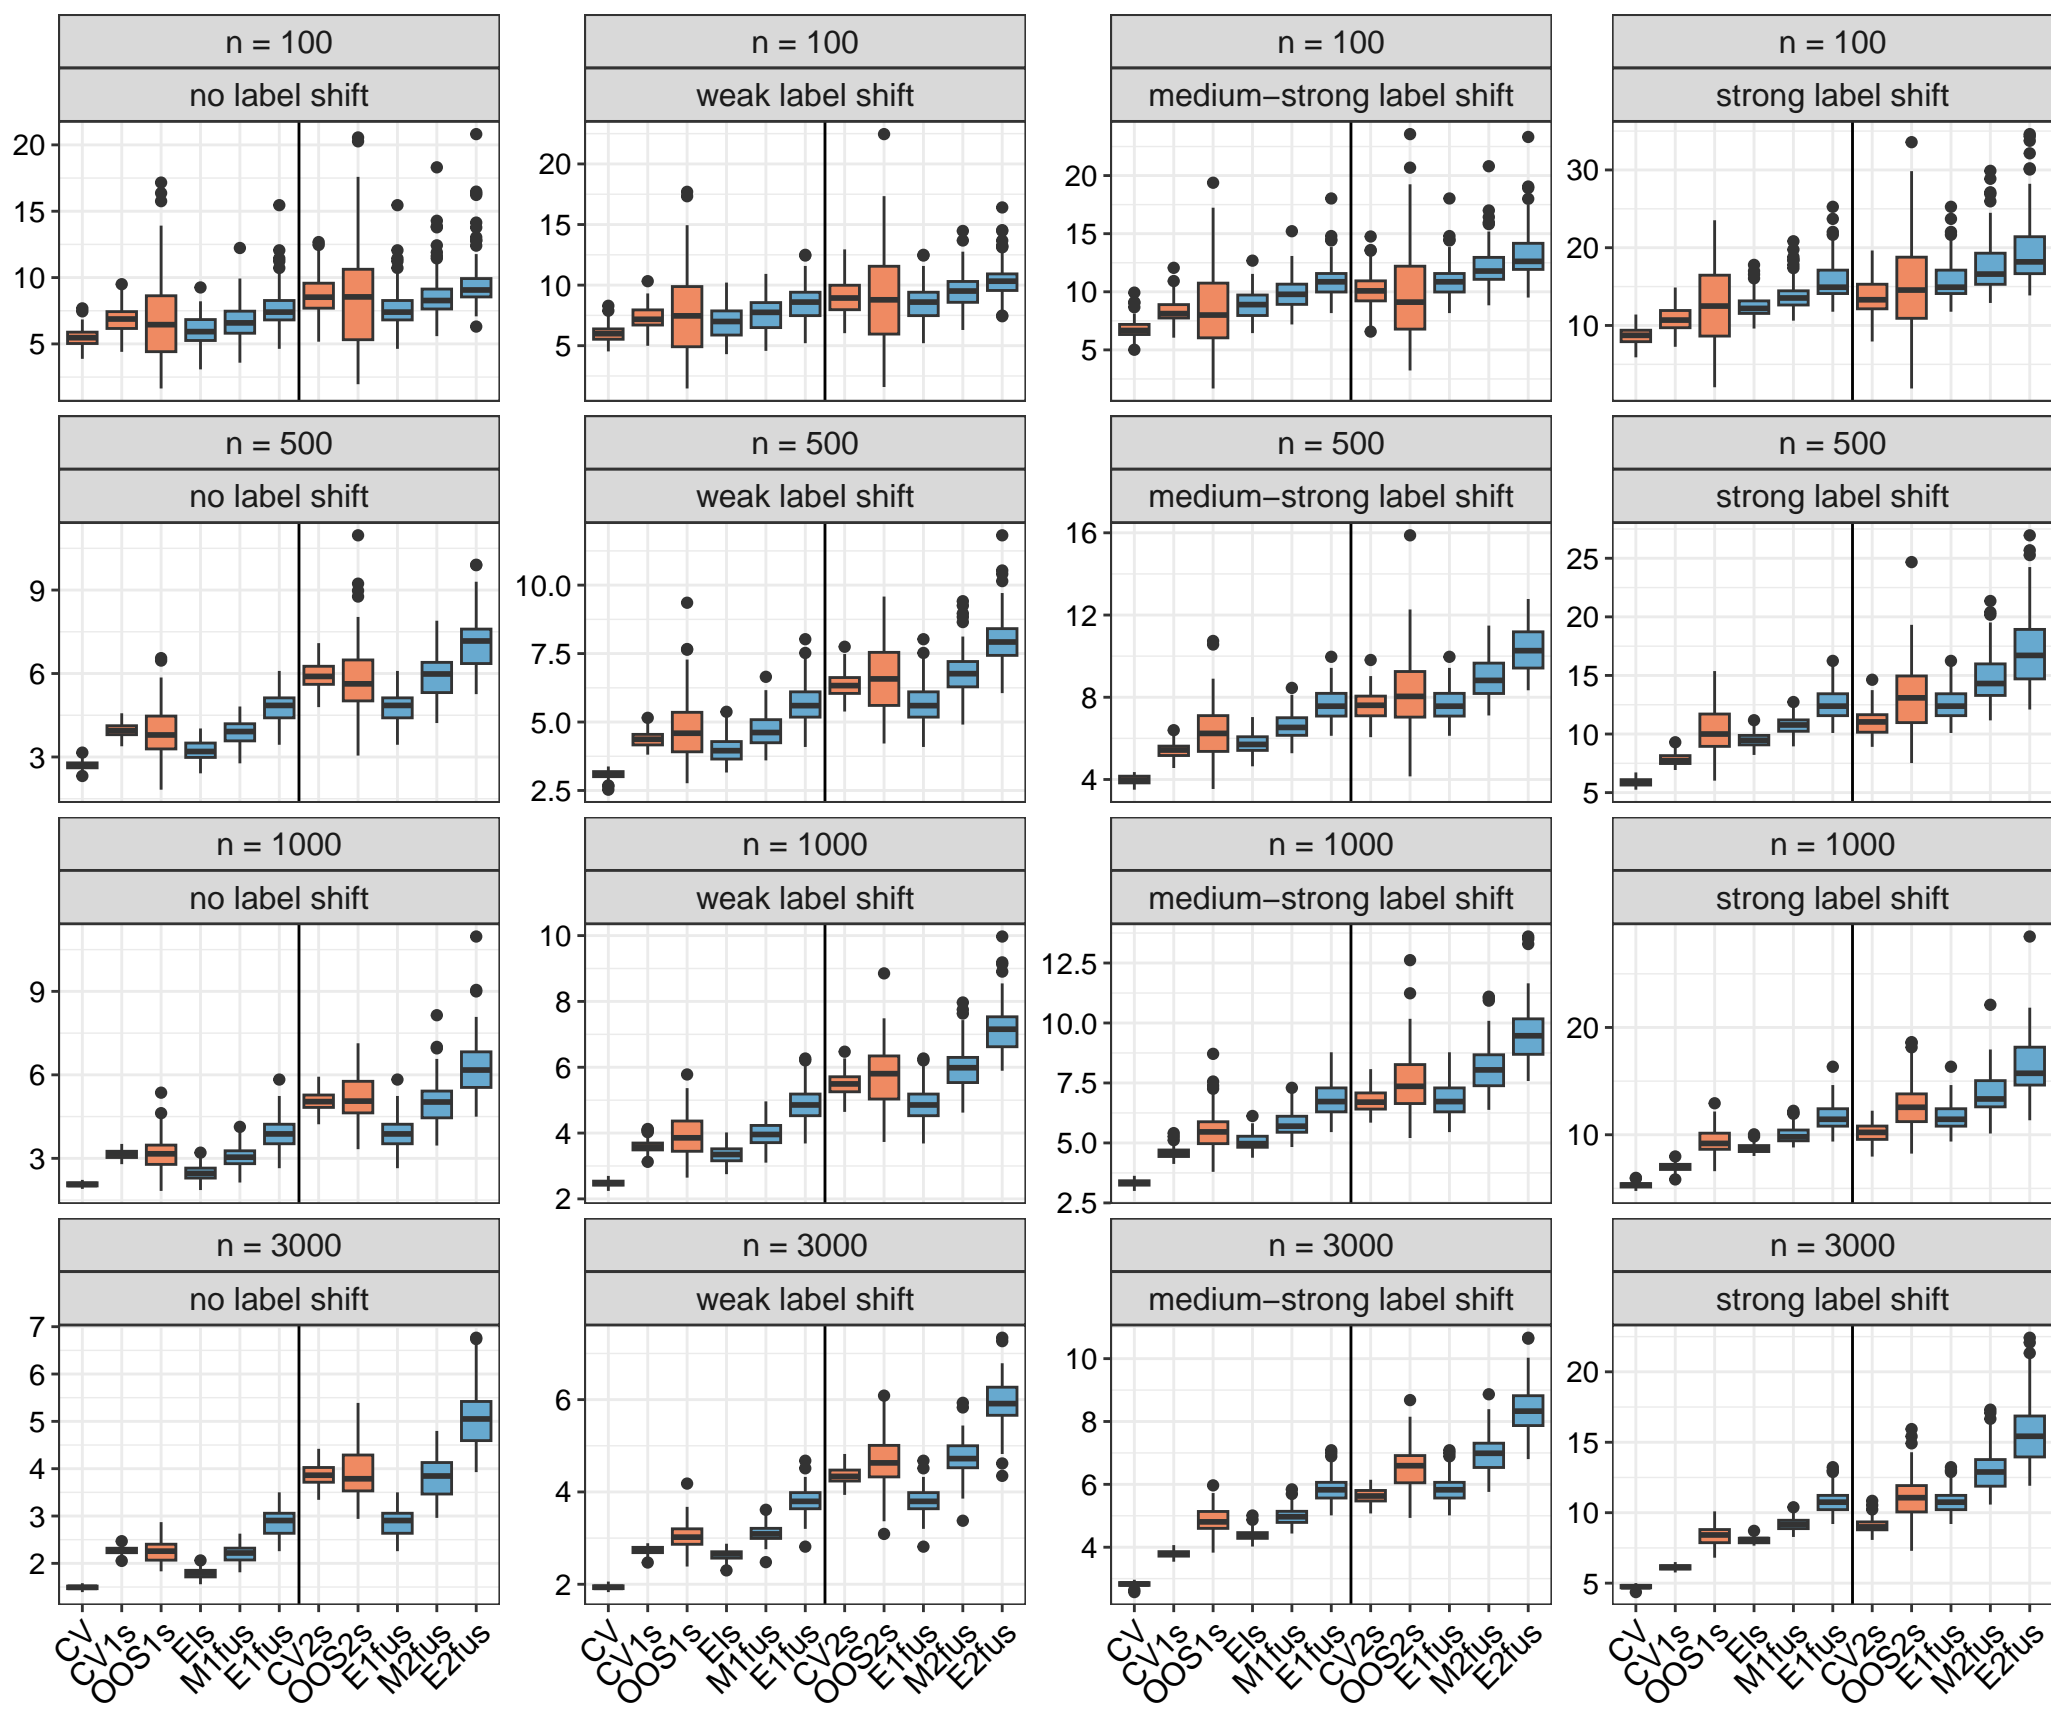 n = 100
n = 100
n = 100
n = 100
no label shift
weak label shift
medium−strong label shift
strong label shift
20
15
10
5
20
15
10
5
20
15
10
5
30
20
10
n = 500
n = 500
n = 500
n = 500
no label shift
weak label shift
medium−strong label shift
strong label shift
9
6
3
10.0
7.5
5.0
2.5
16
12
8
4
25
20
15
10
5
n = 1000
n = 1000
n = 1000
n = 1000
no label shift
weak label shift
medium−strong label shift
strong label shift
9
6
3
10
8
6
4
2
12.5
10.0
7.5
5.0
2.5
20
10
n = 3000
n = 3000
n = 3000
n = 3000
no label shift
weak label shift
medium−strong label shift
strong label shift
7
6
5
4
3
2
6
4
2
10
8
6
4
20
15
10
5
CV
CV1s
OOS1s
Els
M1fus
E1fus
CV2s
OOS2s
E1fus
M2fus
E2fus
CV
CV1s
OOS1s
Els
M1fus
E1fus
CV2s
OOS2s
E1fus
M2fus
E2fus
CV
CV1s
OOS1s
Els
M1fus
E1fus
CV2s
OOS2s
E1fus
M2fus
E2fus
CV
CV1s
OOS1s
Els
M1fus
E1fus
CV2s
OOS2s
E1fus
M2fus
E2fus